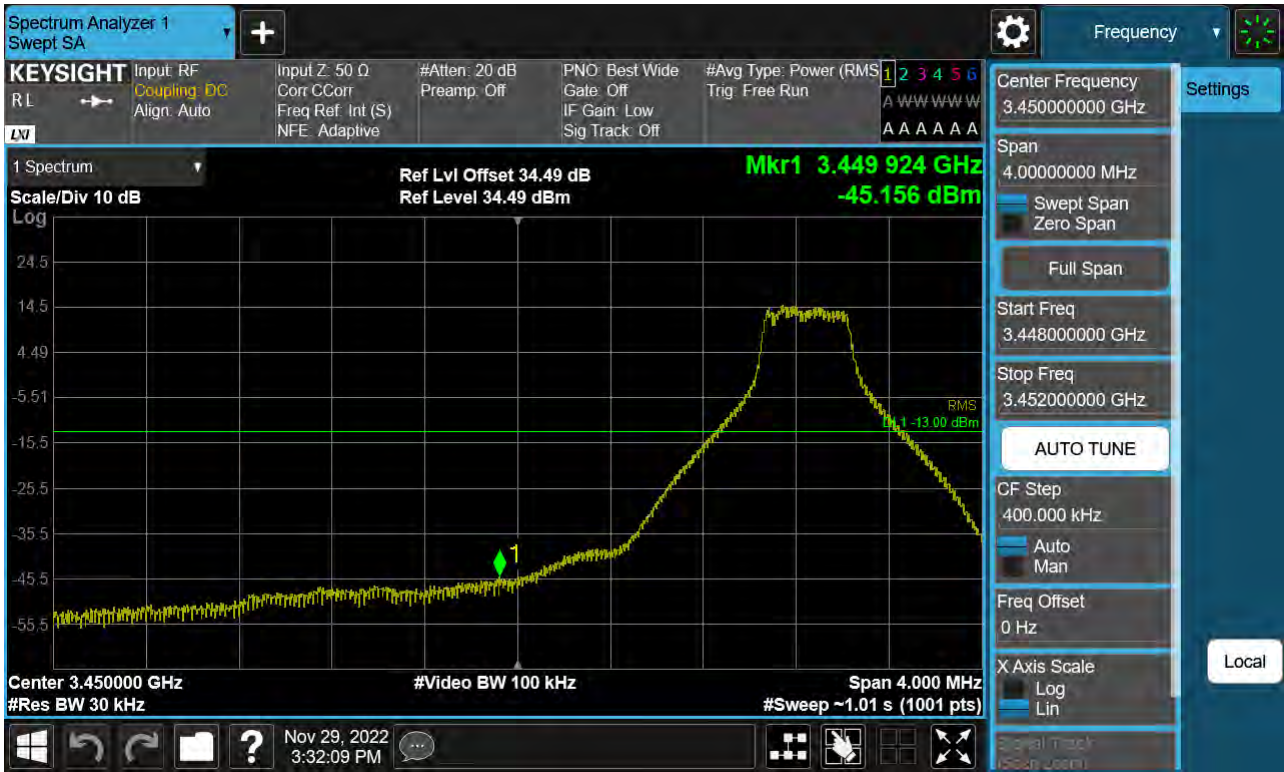 Spectrum Analyzer 1
Swept SA
+
Frequency
KEYSIGHT
RL
LXI
Input: RF
Coupling: DC
Align: Auto
Input Z: 50 Ω
Corr CCorr
Freq Ref: Int (S)
NFE: Adaptive
#Atten: 20 dB
Preamp: Off
PNO: Best Wide
Gate: Off
IF Gain: Low
Sig Track: Off
#Avg Type: Power (RMS
Trig: Free Run
1 2 3 4 5 6
A W W W W W
A A A A A A
1 Spectrum
Scale/Div 10 dB
Log
Ref Lvl Offset 34.49 dB
Ref Level 34.49 dBm
Mkr1 3.449 924 GHz
-45.156 dBm
24.5
14.5
4.49
-5.51
-15.5
-25.5
-35.5
-45.5
-55.5
RMS
DL1 -13.00 dBm
1
Center 3.450000 GHz
#Res BW 30 kHz
#Video BW 100 kHz
Span 4.000 MHz
#Sweep ~1.01 s (1001 pts)
Center Frequency
3.450000000 GHz
Span
4.00000000 MHz
Swept Span
Zero Span
Full Span
Start Freq
3.448000000 GHz
Stop Freq
3.452000000 GHz
AUTO TUNE
CF Step
400.000 kHz
Auto
Man
Freq Offset
0 Hz
X Axis Scale
Log
Lin
Signal Track
(Span Zoom)
Settings
Local
?
Nov 29, 2022
3:32:09 PM